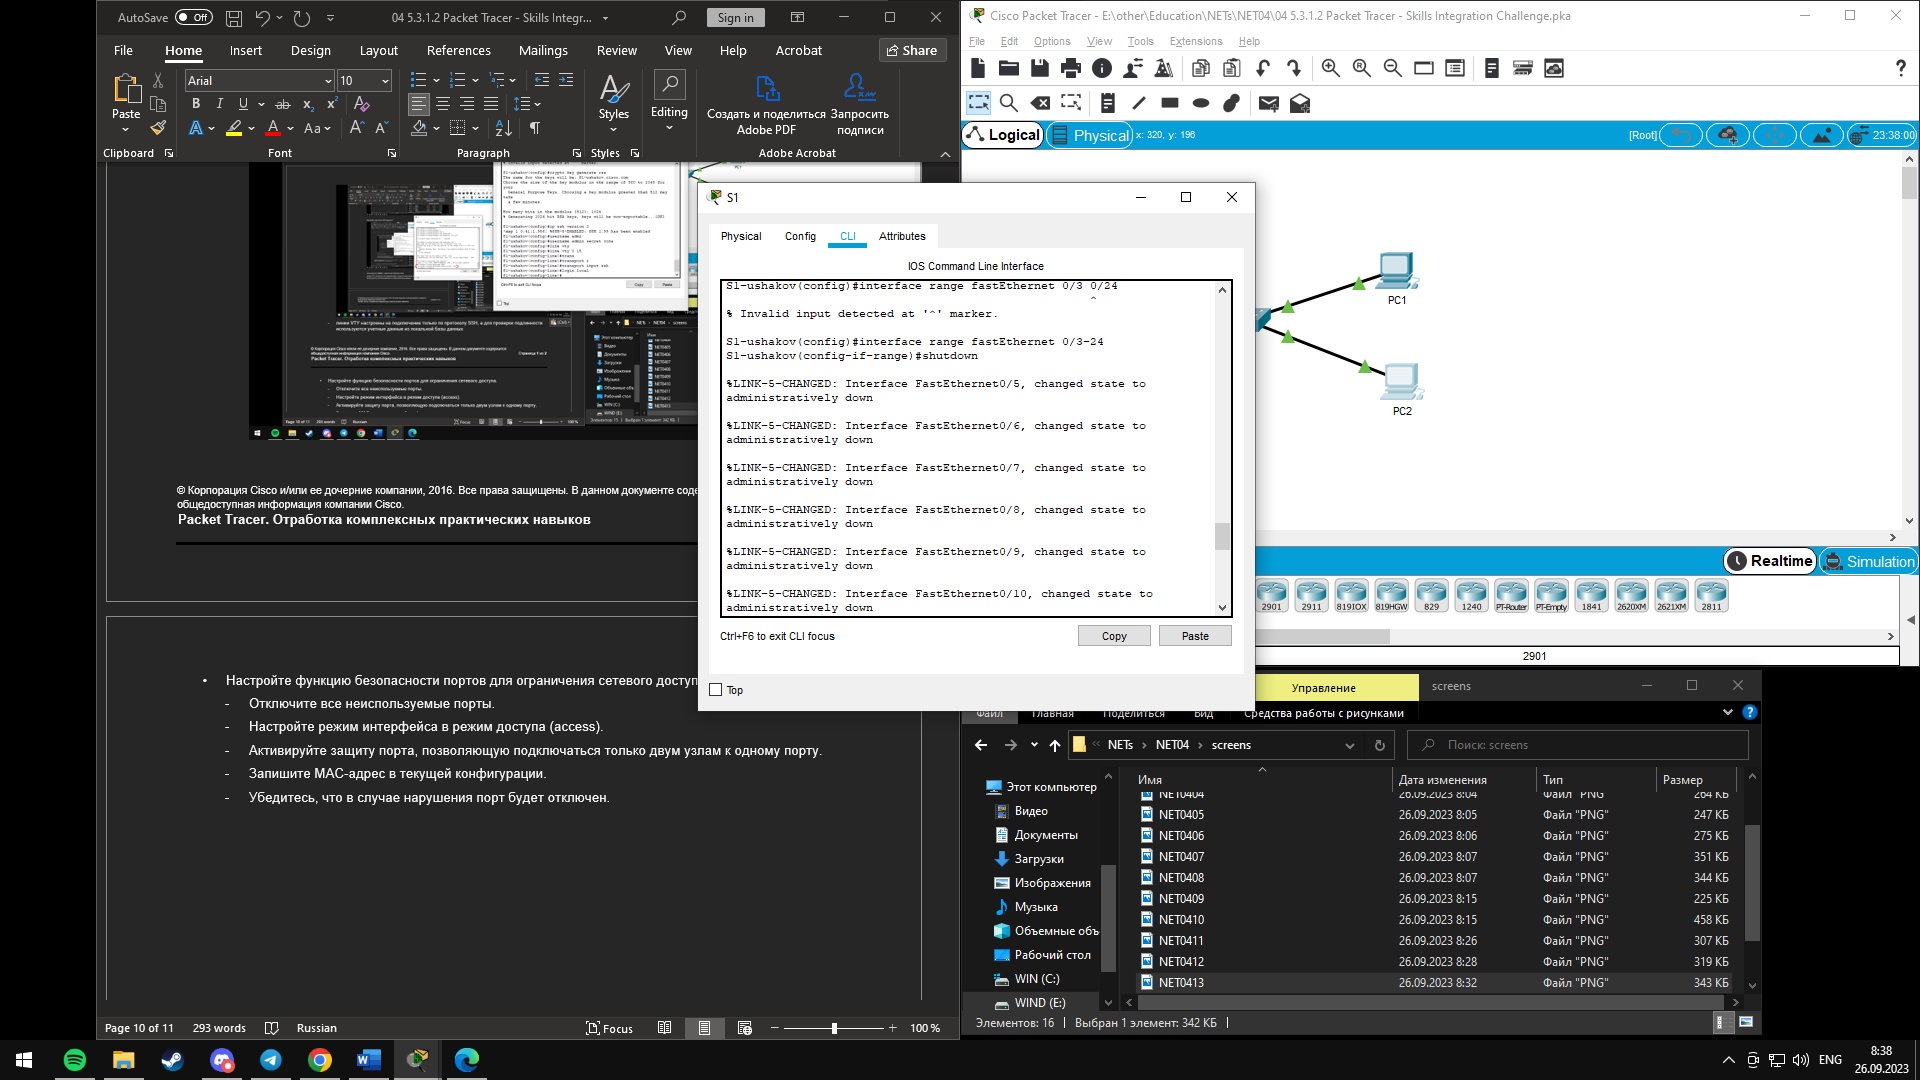 AutoSave Off
04 5.3.1.2 Packet Tracer - Skills Integr...
Sign in
File Home Insert Design Layout References Mailings Review View Help Acrobat Share
Paste
Clipboard
Arial 10
Font
Paragraph
Styles
Styles
Editing
Создать и поделиться Adobe PDF
Запросить подписи
Adobe Acrobat
© Корпорация Cisco и/или ее дочерние компании, 2016. Все права защищены. В данном документе соде
общедоступная информация компании Cisco.
Packet Tracer. Отработка комплексных практических навыков
• Настройте функцию безопасности портов для ограничения сетевого доступ
- Отключите все неиспользуемые порты.
- Настройте режим интерфейса в режим доступа (access).
- Активируйте защиту порта, позволяющую подключаться только двум узлам к одному порту.
- Запишите MAC-адрес в текущей конфигурации.
- Убедитесь, что в случае нарушения порт будет отключен.
Page 10 of 11 293 words Russian Focus 100 %
Cisco Packet Tracer - E:\other\Education\NETs\NET04\04 5.3.1.2 Packet Tracer - Skills Integration Challenge.pka
File Edit Options View Tools Extensions Help
Logical Physical x: 320, y: 196 [Root] 23:38:00
PC1
PC2
Realtime Simulation
2901 2911 819IOX 819HGW 829 1240 PT-Router PT-Empty 1841 2620XM 2621XM 2811
2901
S1
Physical Config CLI Attributes
IOS Command Line Interface
S1-ushakov(config)#interface range fastEthernet 0/3 0/24
^
% Invalid input detected at '^' marker.
S1-ushakov(config)#interface range fastEthernet 0/3-24
S1-ushakov(config-if-range)#shutdown
%LINK-5-CHANGED: Interface FastEthernet0/5, changed state to
administratively down
%LINK-5-CHANGED: Interface FastEthernet0/6, changed state to
administratively down
%LINK-5-CHANGED: Interface FastEthernet0/7, changed state to
administratively down
%LINK-5-CHANGED: Interface FastEthernet0/8, changed state to
administratively down
%LINK-5-CHANGED: Interface FastEthernet0/9, changed state to
administratively down
%LINK-5-CHANGED: Interface FastEthernet0/10, changed state to
administratively down
Ctrl+F6 to exit CLI focus
Copy Paste
Top
Управление screens
Файл Главная Поделиться Вид Средства работы с рисунками
NETs NET04 screens
Поиск: screens
Этот компьютер
Видео
Документы
Загрузки
Изображения
Музыка
Объемные объ
Рабочий стол
WIN (C:)
WIND (E:)
Имя Дата изменения Тип Размер
NET0404 26.09.2023 8:04 Файл "PNG" 264 КБ
NET0405 26.09.2023 8:05 Файл "PNG" 247 КБ
NET0406 26.09.2023 8:06 Файл "PNG" 275 КБ
NET0407 26.09.2023 8:07 Файл "PNG" 351 КБ
NET0408 26.09.2023 8:07 Файл "PNG" 344 КБ
NET0409 26.09.2023 8:15 Файл "PNG" 225 КБ
NET0410 26.09.2023 8:15 Файл "PNG" 458 КБ
NET0411 26.09.2023 8:26 Файл "PNG" 307 КБ
NET0412 26.09.2023 8:28 Файл "PNG" 319 КБ
NET0413 26.09.2023 8:32 Файл "PNG" 343 КБ
Элементов: 16 Выбран 1 элемент: 342 КБ
ENG
8:38
26.09.2023